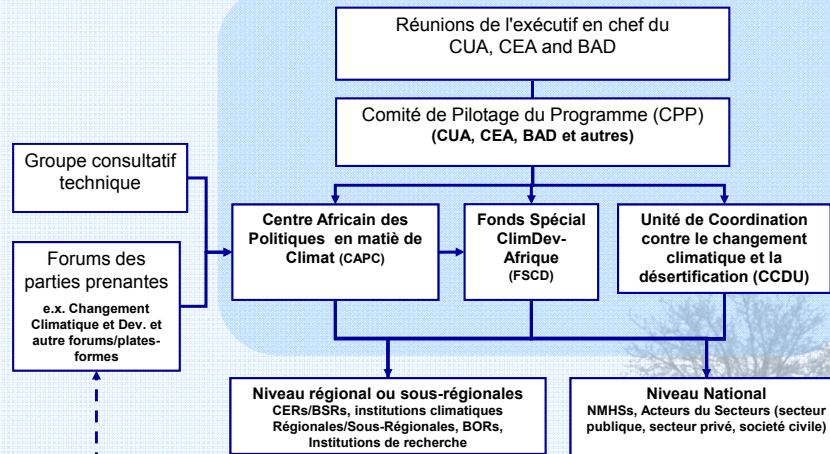 Réunions de l'exécutif en chef du
CUA, CEA and BAD
Comité de Pilotage du Programme (CPP)
(CUA, CEA, BAD et autres)
Groupe consultatif
technique
Forums des
parties prenantes
e.x. Changement
Climatique et Dev. et
autre forums/plates-
formes
Centre Africain des
Politiques en matiè de
Climat (CAPC)
Fonds Spécial
ClimDev-
Afrique
(FSCD)
Unité de Coordination
contre le changement
climatique et la
désertification (CCDU)
Niveau régional ou sous-régionales
CERs/BSRs, institutions climatiques
Régionales/Sous-Régionales, BORs,
Institutions de recherche
Niveau National
NMHSs, Acteurs du Secteurs (secteur
publique, secteur privé, societé civile)